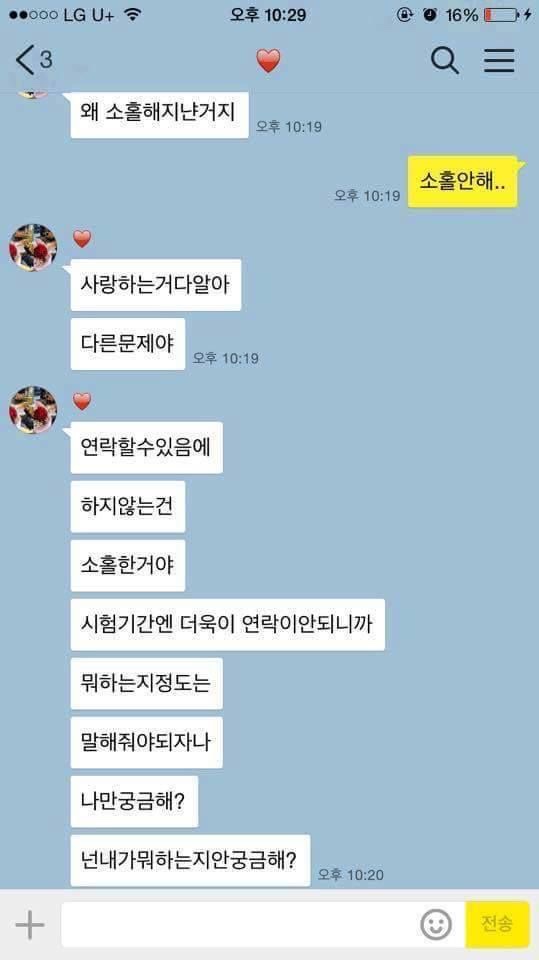 LG U+ 오후 10:29 16%
3
왜 소홀해지냔거지
오후 10:19
소홀안해..
오후 10:19
사랑하는거다알아
다른문제야
오후 10:19
연락할수있음에
하지않는건
소홀한거야
시험기간엔 더욱이 연락이안되니까
뭐하는지정도는
말해줘야되자나
나만궁금해?
넌내가뭐하는지안궁금해?
오후 10:20
전송